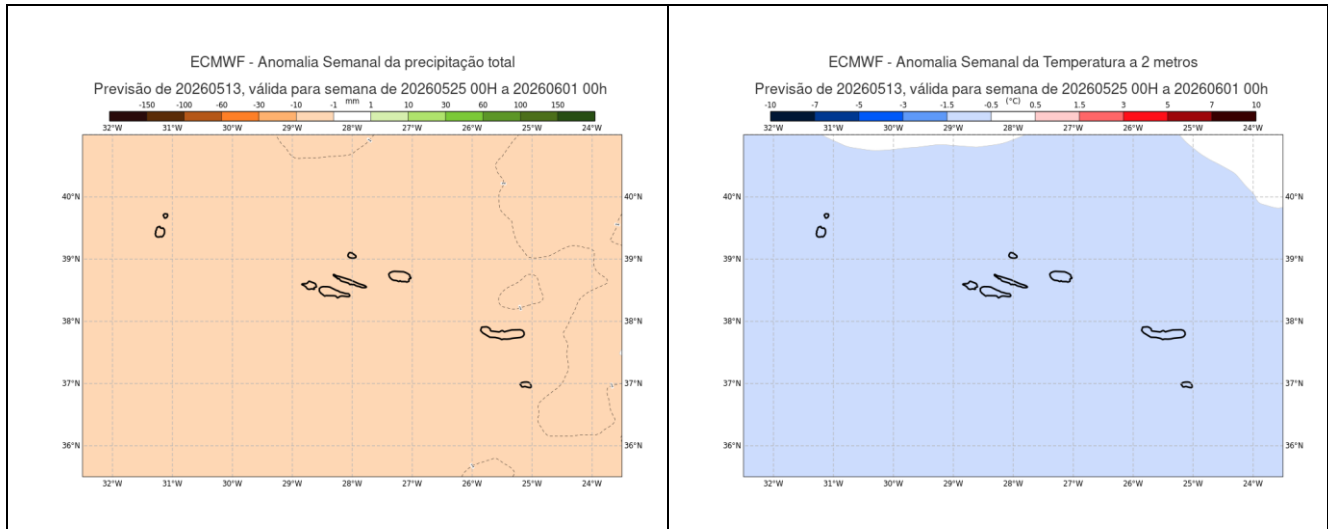 ECMWF - Anomalia Semanal da precipitação total
Previsão de 20260513, válida para semana de 20260525 00H a 20260601 00h
-150 -100 -60 -30 -10 -1 mm 1 10 30 60 100 150
32°W 31°W 30°W 29°W 28°W 27°W 26°W 25°W 24°W
40°N 40°N
39°N 39°N
38°N 38°N
37°N 37°N
36°N 36°N
32°W 31°W 30°W 29°W 28°W 27°W 26°W 25°W 24°W
ECMWF - Anomalia Semanal da Temperatura a 2 metros
Previsão de 20260513, válida para semana de 20260525 00H a 20260601 00h
-10 -7 -5 -3 -1.5 -0.5 (°C) 0.5 1.5 3 5 7 10
32°W 31°W 30°W 29°W 28°W 27°W 26°W 25°W 24°W
40°N 40°N
39°N 39°N
38°N 38°N
37°N 37°N
36°N 36°N
32°W 31°W 30°W 29°W 28°W 27°W 26°W 25°W 24°W